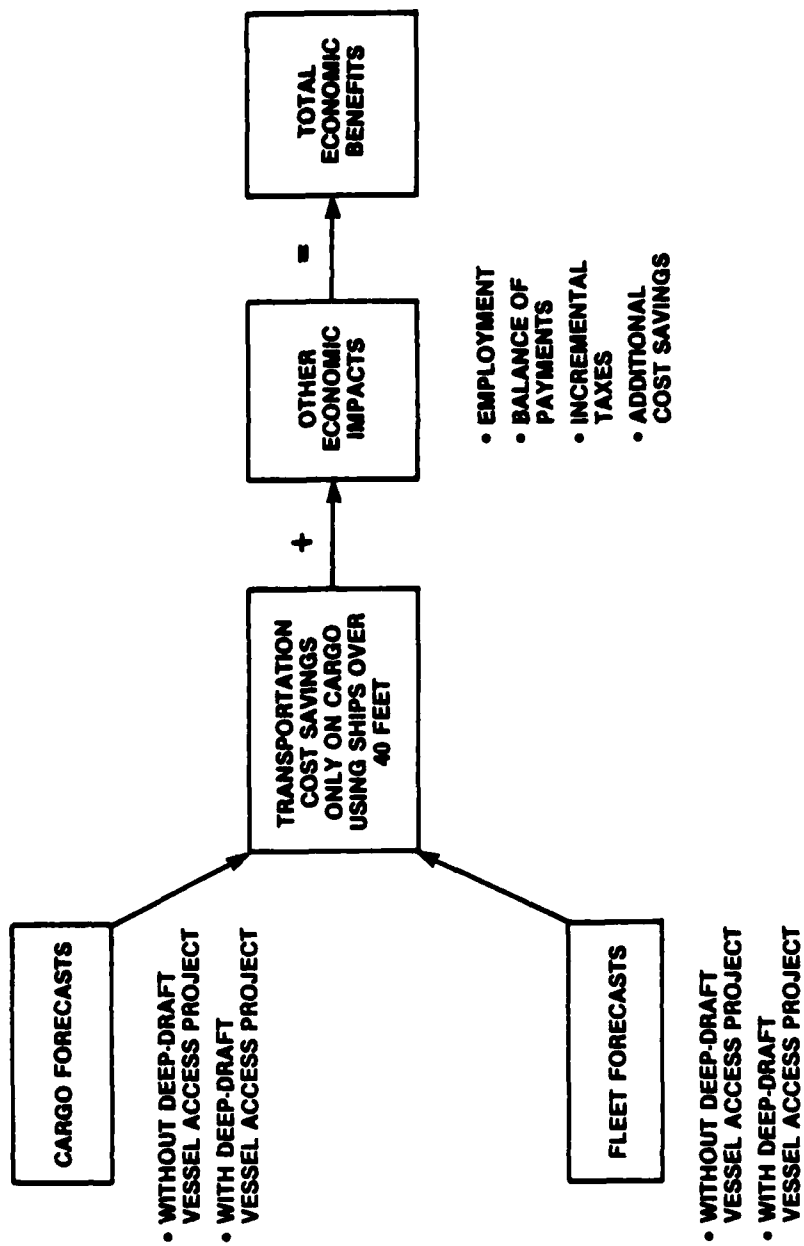 CARGO FORECASTS
• WITHOUT DEEP-DRAFT
VESSEL ACCESS PROJECT
• WITH DEEP-DRAFT
VESSEL ACCESS PROJECT
FLEET FORECASTS
• WITHOUT DEEP-DRAFT
VESSEL ACCESS PROJECT
• WITH DEEP-DRAFT
VESSEL ACCESS PROJECT
TRANSPORTATION
COST SAVINGS
ONLY ON CARGO
USING SHIPS OVER
40 FEET
+
OTHER
ECONOMIC
IMPACTS
• EMPLOYMENT
• BALANCE OF
PAYMENTS
• INCREMENTAL
TAXES
• ADDITIONAL
COST SAVINGS
=
TOTAL
ECONOMIC
BENEFITS